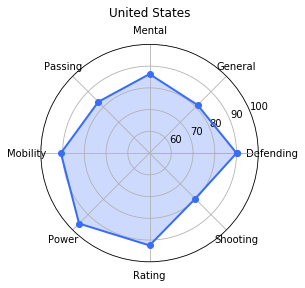 United States
Mental
Passing
General
100
90
80
70
60
Mobility
Defending
Power
Shooting
Rating